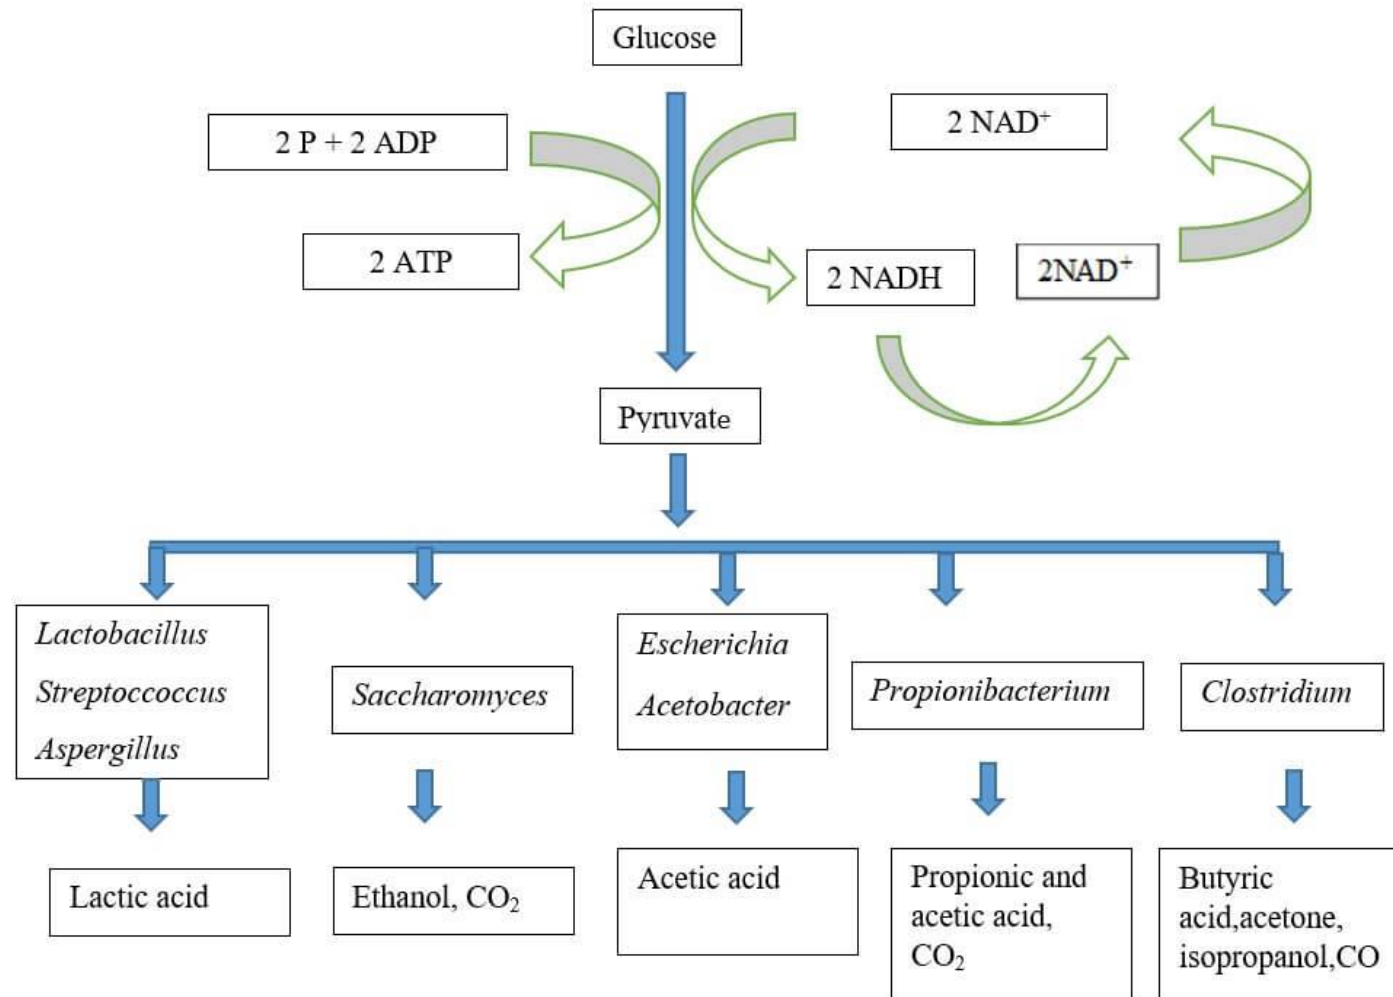 Glucose
2 P + 2 ADP
2 NAD⁺
2 ATP
2 NADH
2NAD⁺
Pyruvate
Lactobacillus
Streptoccoccus
Aspergillus
Saccharomyces
Escherichia
Acetobacter
Propionibacterium
Clostridium
Lactic acid
Ethanol, CO₂
Acetic acid
Propionic and
acetic acid,
CO₂
Butyric
acid,acetone,
isopropanol,CO